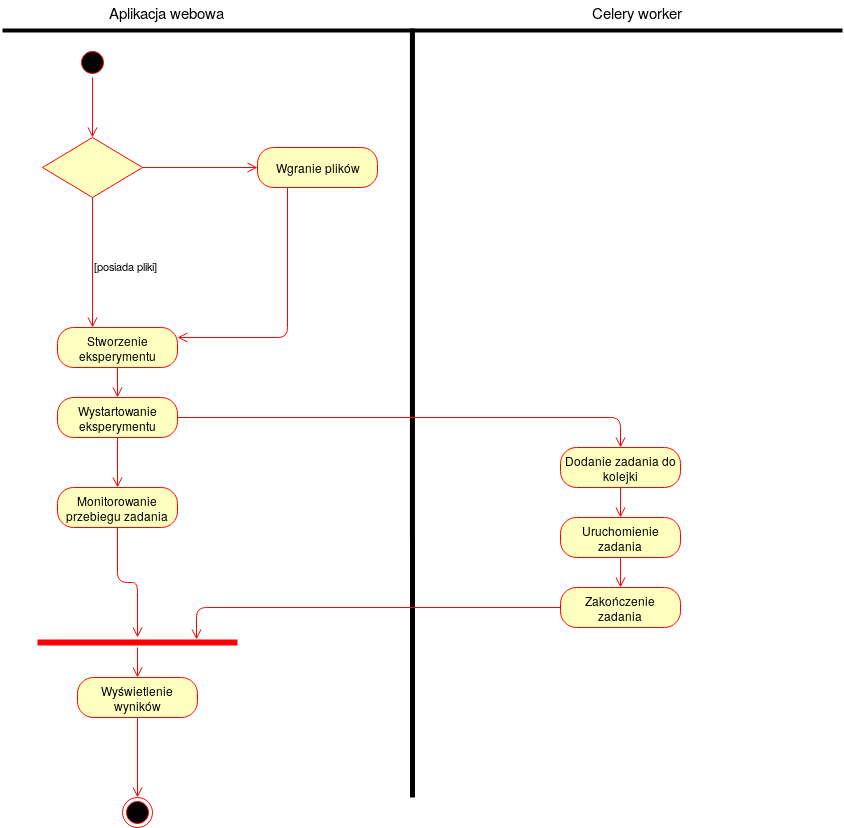 Aplikacja webowa
Celery worker
Wgranie plików
[posiada pliki]
Stworzenie
eksperymentu
Wystartowanie
eksperymentu
Dodanie zadania do
kolejki
Monitorowanie
przebiegu zadania
Uruchomienie
zadania
Zakończenie
zadania
Wyświetlenie
wyników